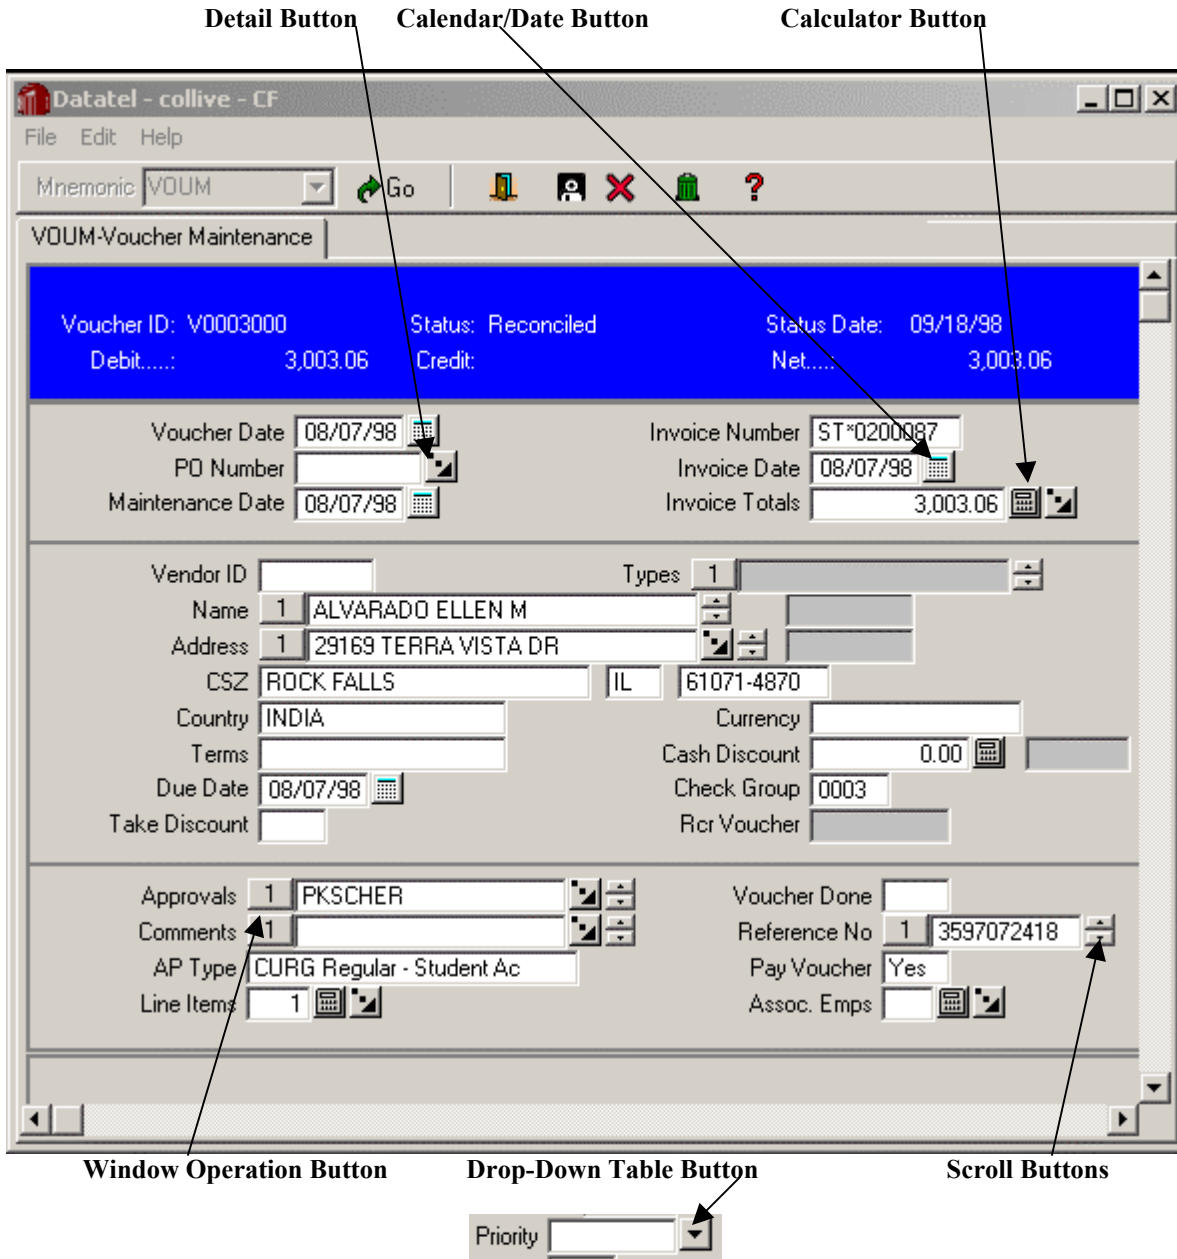 Detail Button Calendar/Date Button Calculator Button
Datatel - collive - CF
File Edit Help
Mnemonic VOUM Go ?
VOUM-Voucher Maintenance
Voucher ID: V0003000 Status: Reconciled Status Date: 09/18/98
Debit.....: 3,003.06 Credit: Net....: 3,003.06
Voucher Date 08/07/98 Invoice Number ST*0200087
PO Number Invoice Date 08/07/98
Maintenance Date 08/07/98 Invoice Totals 3,003.06
Vendor ID Types 1
Name 1 ALVARADO ELLEN M
Address 1 29169 TERRA VISTA DR
CSZ ROCK FALLS IL 61071-4870
Country INDIA Currency
Terms Cash Discount 0.00
Due Date 08/07/98 Check Group 0003
Take Discount Rcr Voucher
Approvals 1 PKSCHER Voucher Done
Comments 1 Reference No 1 3597072418
AP Type CURG Regular - Student Ac Pay Voucher Yes
Line Items 1 Assoc. Emps
Window Operation Button Drop-Down Table Button Scroll Buttons
Priority